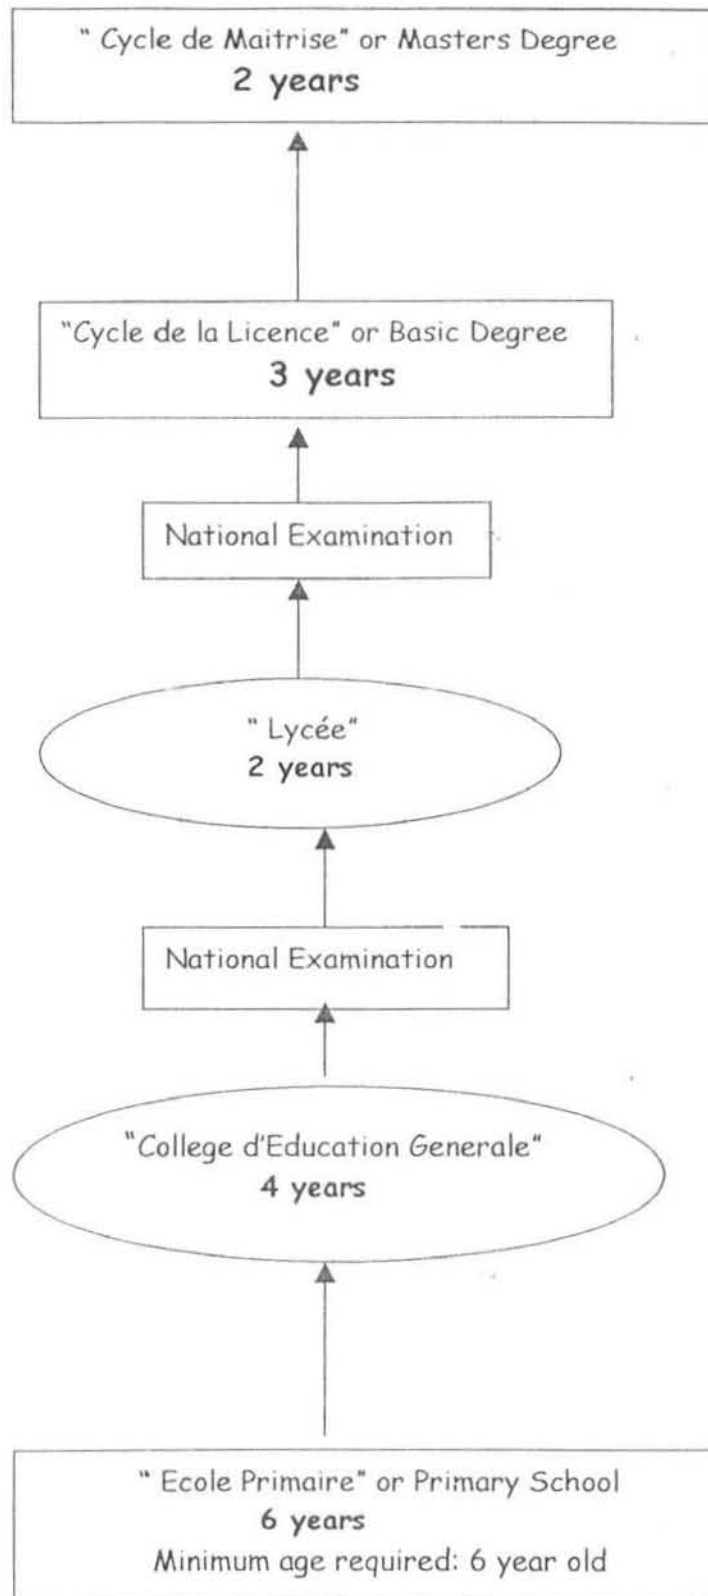 “ Cycle de Maitrise” or Masters Degree
2 years
“Cycle de la Licence” or Basic Degree
3 years
National Examination
“ Lycée”
2 years
National Examination
“College d'Education Generale”
4 years
“ Ecole Primaire” or Primary School
6 years
Minimum age required: 6 year old